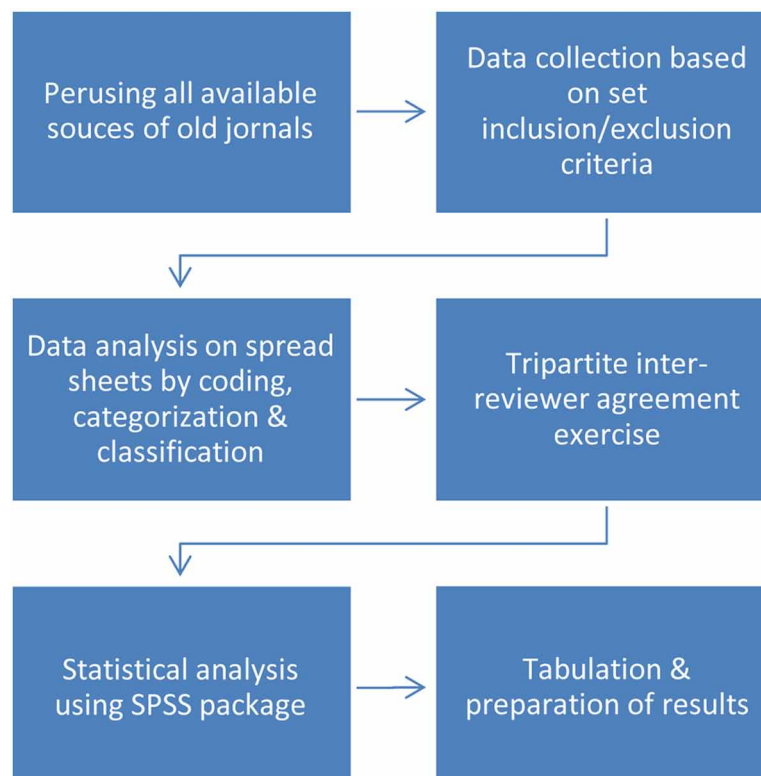 Perusing all available
souces of old jornals
Data collection based
on set
inclusion/exclusion
criteria
Data analysis on spread
sheets by coding,
categorization &
classification
Tripartite inter-
reviewer agreement
exercise
Statistical analysis
using SPSS package
Tabulation &
preparation of results